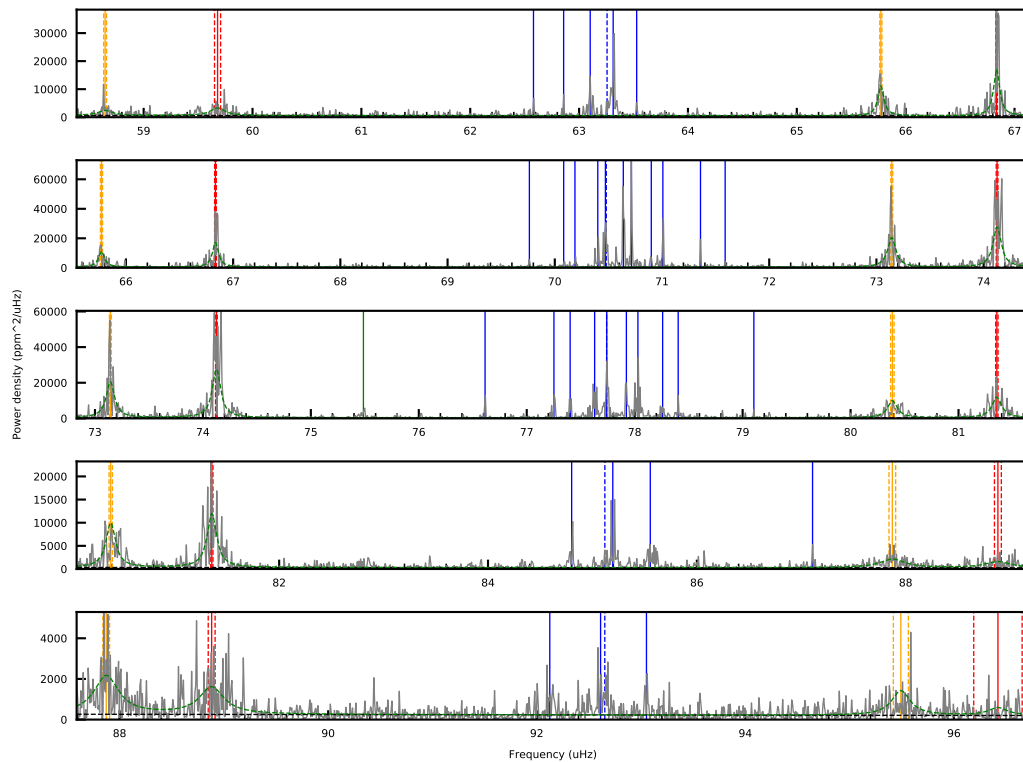 30000
20000
10000
0
59 60 61 62 63 64 65 66 67
60000
40000
20000
0
66 67 68 69 70 71 72 73 74
Power density (ppm^2/uHz)
60000
40000
20000
0
73 74 75 76 77 78 79 80 81
20000
15000
10000
5000
0
82 84 86 88
4000
2000
0
88 90 92 94 96
Frequency (uHz)